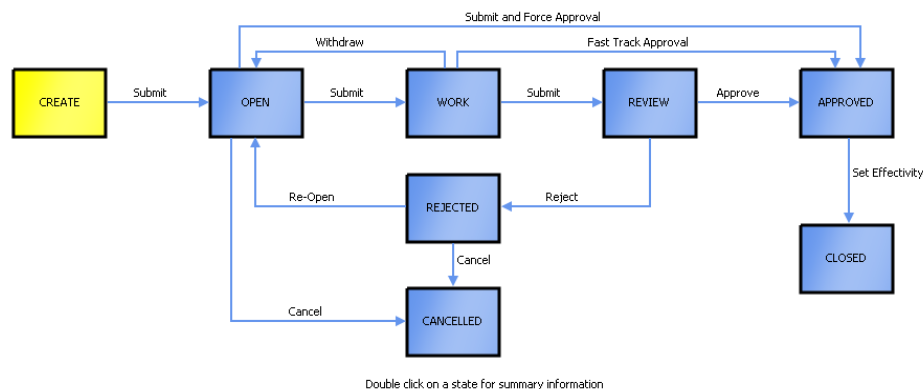 Submit and Force Approval
Withdraw
Fast Track Approval
CREATE
Submit
OPEN
Submit
WORK
Submit
REVIEW
Approve
APPROVED
Set Effectivity
Re-Open
REJECTED
Reject
CLOSED
Cancel
Cancel
CANCELLED
Double click on a state for summary information